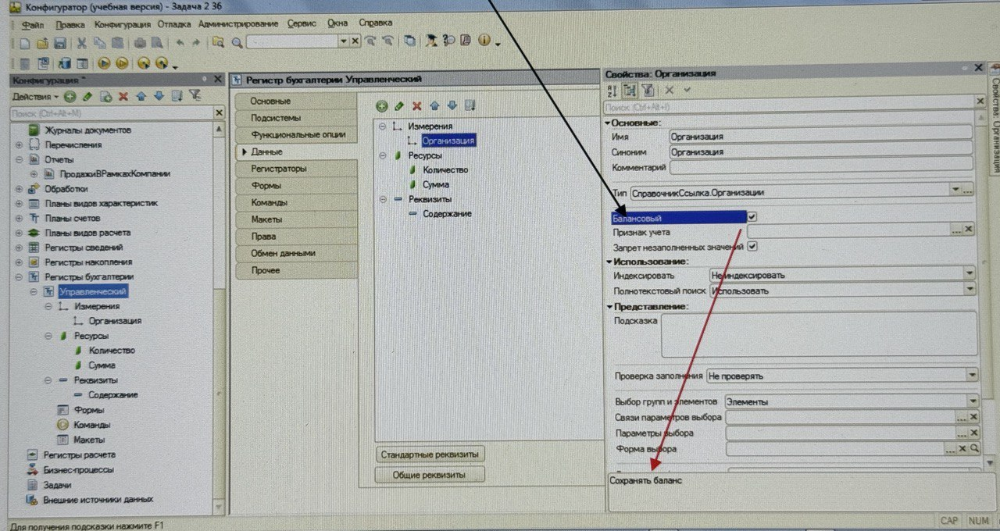 Конфигуратор (учебная версия) - Задача 2 36
Файл Правка Конфигурация Отладка Администрирование Сервис Окна Справка
Конфигурация *
Действия
Поиск (Ctrl+Alt+M)
Журналы документов
Перечисления
Отчеты
ПродажиВРамкахКомпании
Обработки
Планы видов характеристик
Планы счетов
Планы видов расчета
Регистры сведений
Регистры накопления
Регистры бухгалтерии
Управленческий
Измерения
Организация
Ресурсы
Количество
Сумма
Реквизиты
Содержание
Формы
Команды
Макеты
Регистры расчета
Бизнес-процессы
Задачи
Внешние источники данных
Регистр бухгалтерии Управленческий
Основные
Подсистемы
Функциональные опции
Данные
Регистраторы
Формы
Команды
Макеты
Права
Обмен данными
Прочее
Измерения
Организация
Ресурсы
Количество
Сумма
Реквизиты
Содержание
Стандартные реквизиты
Общие реквизиты
Свойства: Организация
Поиск (Ctrl+Alt+I)
Основные:
Имя Организация
Синоним Организация
Комментарий
Тип СправочникСсылка.Организации
Балансовый
Признак учета
Запрет незаполненных значений
Использование:
Индексировать Не индексировать
Полнотекстовый поиск Использовать
Представление:
Подсказка
Проверка заполнения Не проверять
Выбор групп и элементов Элементы
Связи параметров выбора
Параметры выбора
Форма выбора
Сохранять баланс
Свойства: Организация
Для получения подсказки нажмите F1
CAP NUM